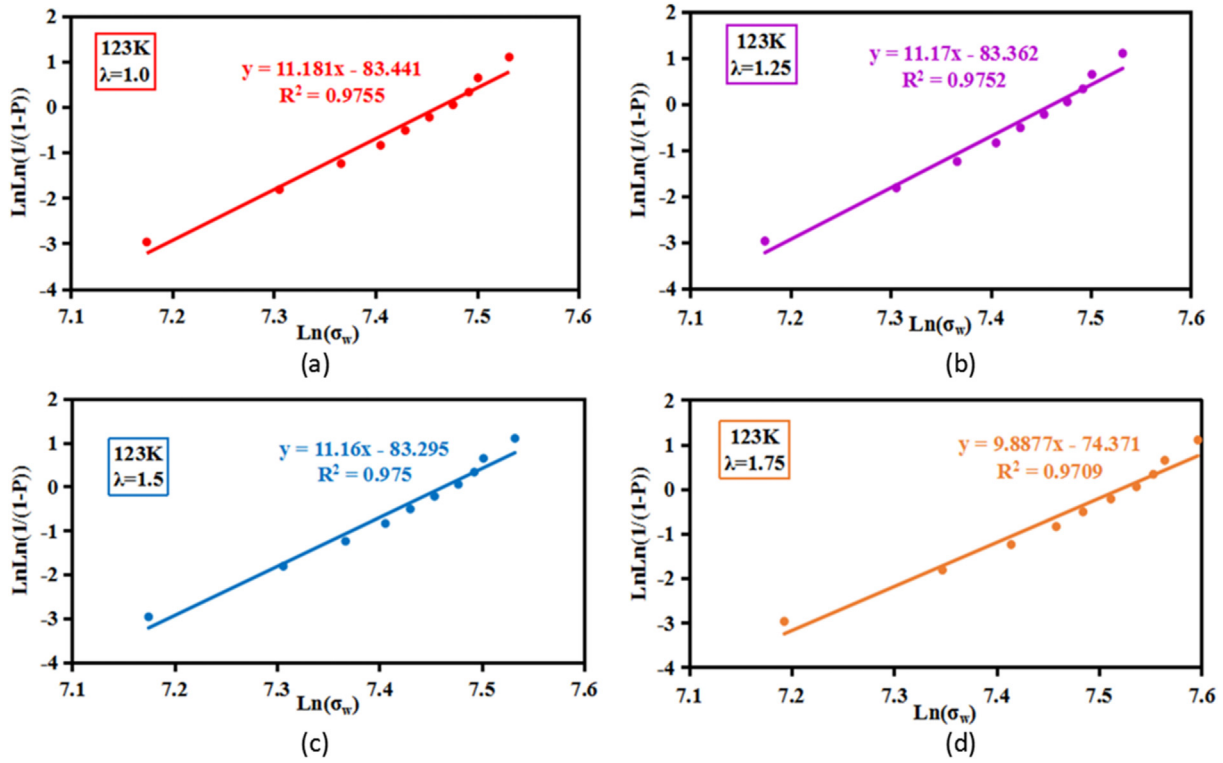 2
1
0
-1
-2
-3
-4
LnLn(1/(1-P))
123K
λ=1.0
y = 11.181x - 83.441
R² = 0.9755
7.1 7.2 7.3 7.4 7.5 7.6
Ln(σw)
(a)
2
1
0
-1
-2
-3
-4
LnLn(1/(1-P))
123K
λ=1.25
y = 11.17x - 83.362
R² = 0.9752
7.1 7.2 7.3 7.4 7.5 7.6
Ln(σw)
(b)
2
1
0
-1
-2
-3
-4
LnLn(1/(1-P))
123K
λ=1.5
y = 11.16x - 83.295
R² = 0.975
7.1 7.2 7.3 7.4 7.5 7.6
Ln(σw)
(c)
2
1
0
-1
-2
-3
-4
LnLn(1/(1-P))
123K
λ=1.75
y = 9.8877x - 74.371
R² = 0.9709
7.1 7.2 7.3 7.4 7.5 7.6
Ln(σw)
(d)